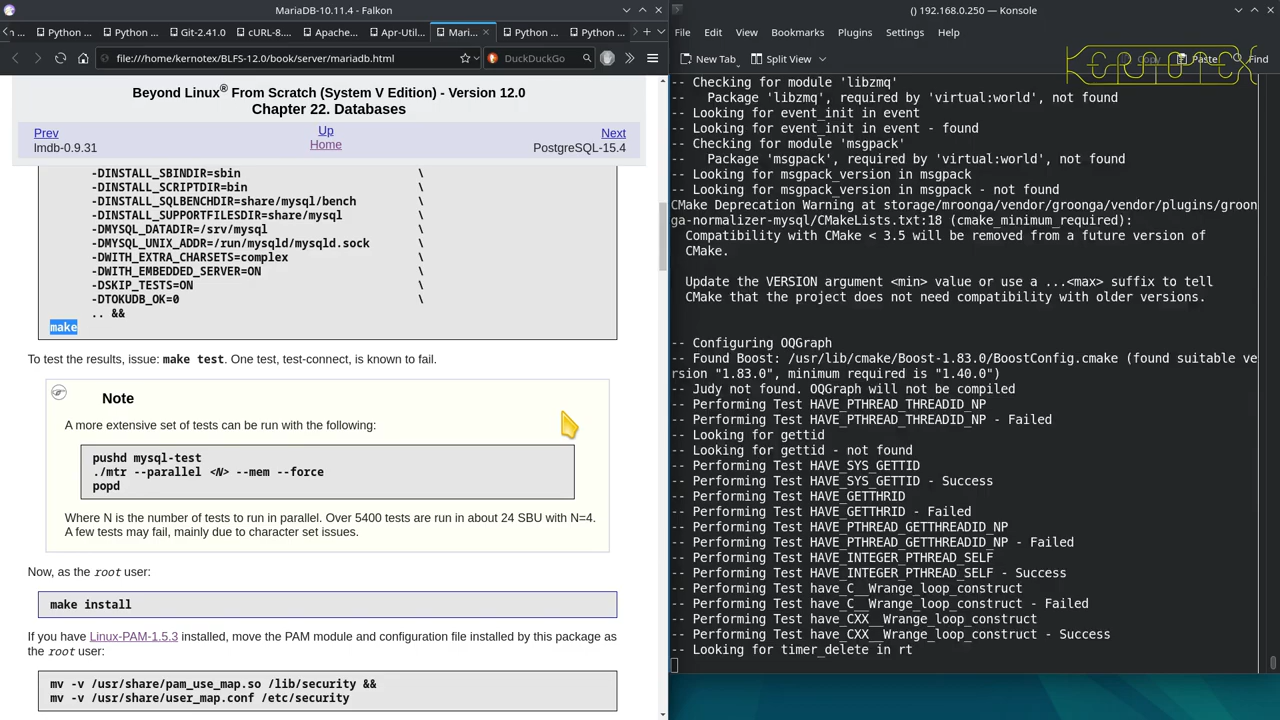 MariaDB-10.11.4 - Falkon
n ...
Python ...
Python ...
Git-2.41.0
cURL-8....
Apache...
Apr-Util...
Mari...
Python ...
Python ...
file:///home/kernotex/BLFS-12.0/book/server/mariadb.html
DuckDuckGo
Beyond Linux® From Scratch (System V Edition) - Version 12.0
Chapter 22. Databases
Prev
Up
Next
lmdb-0.9.31
Home
PostgreSQL-15.4
-DINSTALL_SBINDIR=sbin \
-DINSTALL_SCRIPTDIR=bin \
-DINSTALL_SQLBENCHDIR=share/mysql/bench \
-DINSTALL_SUPPORTFILESDIR=share/mysql \
-DMYSQL_DATADIR=/srv/mysql \
-DMYSQL_UNIX_ADDR=/run/mysqld/mysqld.sock \
-DWITH_EXTRA_CHARSETS=complex \
-DWITH_EMBEDDED_SERVER=ON \
-DSKIP_TESTS=ON \
-DTOKUDB_OK=0 \
.. &&
make
To test the results, issue: make test. One test, test-connect, is known to fail.
Note
A more extensive set of tests can be run with the following:
pushd mysql-test
./mtr --parallel <N> --mem --force
popd
Where N is the number of tests to run in parallel. Over 5400 tests are run in about 24 SBU with N=4.
A few tests may fail, mainly due to character set issues.
Now, as the root user:
make install
If you have Linux-PAM-1.5.3 installed, move the PAM module and configuration file installed by this package as
the root user:
mv -v /usr/share/pam_use_map.so /lib/security &&
mv -v /usr/share/user_map.conf /etc/security
() 192.168.0.250 — Konsole
File Edit View Bookmarks Plugins Settings Help
New Tab
Split View
Copy
Paste
Find
KERNOTEX
-- Checking for module 'libzmq'
--   Package 'libzmq', required by 'virtual:world', not found
-- Looking for event_init in event
-- Looking for event_init in event - found
-- Checking for module 'msgpack'
--   Package 'msgpack', required by 'virtual:world', not found
-- Looking for msgpack_version in msgpack
-- Looking for msgpack_version in msgpack - not found
CMake Deprecation Warning at storage/mroonga/vendor/groonga/vendor/plugins/groon
ga-normalizer-mysql/CMakeLists.txt:18 (cmake_minimum_required):
Compatibility with CMake < 3.5 will be removed from a future version of
CMake.
Update the VERSION argument <min> value or use a ...<max> suffix to tell
CMake that the project does not need compatibility with older versions.
-- Configuring OQGraph
-- Found Boost: /usr/lib/cmake/Boost-1.83.0/BoostConfig.cmake (found suitable ve
rsion "1.83.0", minimum required is "1.40.0")
-- Judy not found. OQGraph will not be compiled
-- Performing Test HAVE_PTHREAD_THREADID_NP
-- Performing Test HAVE_PTHREAD_THREADID_NP - Failed
-- Looking for gettid
-- Looking for gettid - not found
-- Performing Test HAVE_SYS_GETTID
-- Performing Test HAVE_SYS_GETTID - Success
-- Performing Test HAVE_GETTHRID
-- Performing Test HAVE_GETTHRID - Failed
-- Performing Test HAVE_PTHREAD_GETTHREADID_NP
-- Performing Test HAVE_PTHREAD_GETTHREADID_NP - Failed
-- Performing Test HAVE_INTEGER_PTHREAD_SELF
-- Performing Test HAVE_INTEGER_PTHREAD_SELF - Success
-- Performing Test have_C__Wrange_loop_construct
-- Performing Test have_C__Wrange_loop_construct - Failed
-- Performing Test have_CXX__Wrange_loop_construct
-- Performing Test have_CXX__Wrange_loop_construct - Success
-- Looking for timer_delete in rt